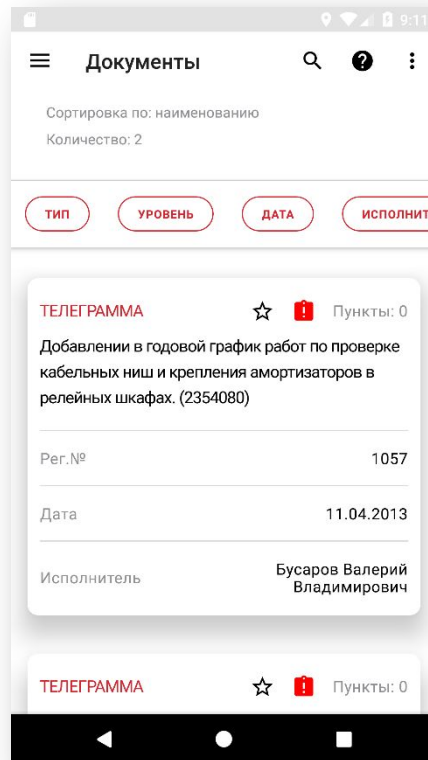 9:11
Документы
Сортировка по: наименованию
Количество: 2
ТИП УРОВЕНЬ ДАТА ИСПОЛНИТ
ТЕЛЕГРАММА Пункты: 0
Добавлении в годовой график работ по проверке
кабельных ниш и крепления амортизаторов в
релейных шкафах. (2354080)
Рег.№ 1057
Дата 11.04.2013
Исполнитель Бусаров Валерий
Владимирович
ТЕЛЕГРАММА Пункты: 0